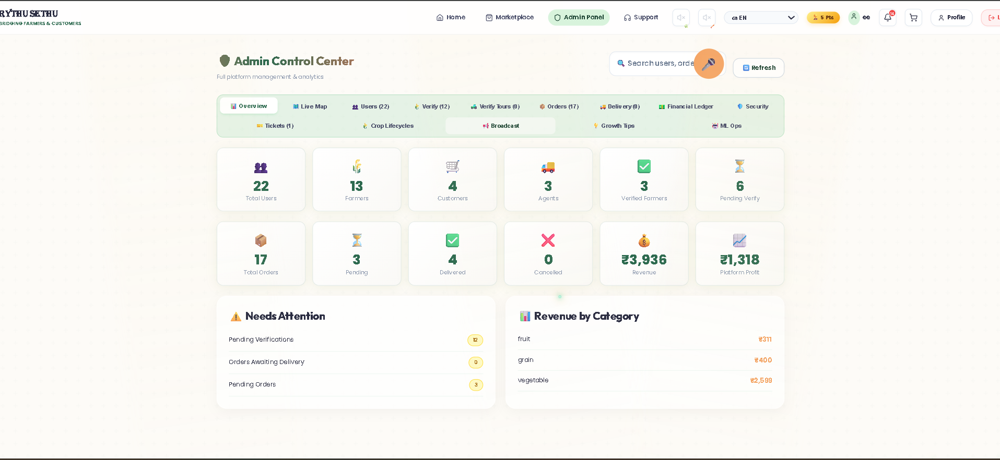 RYTHU SETHU
BRIDGING FARMERS & CUSTOMERS
Home
Marketplace
Admin Panel
Support
GB EN
5 Pts
ee
14
Profile
Admin Control Center
Full platform management & analytics
Search users, orde
Refresh
Overview
Live Map
Users (22)
Verify (12)
Verify Tours (0)
Orders (17)
Delivery (0)
Financial Ledger
Security
Tickets (1)
Crop Lifecycles
Broadcast
Growth Tips
ML Ops
22
Total Users
13
Farmers
4
Customers
3
Agents
3
Verified Farmers
6
Pending Verify
17
Total Orders
3
Pending
4
Delivered
0
Cancelled
₹3,936
Revenue
₹1,318
Platform Profit
Needs Attention
Pending Verifications
12
Orders Awaiting Delivery
0
Pending Orders
3
Revenue by Category
fruit
₹311
grain
₹400
vegetable
₹2,599